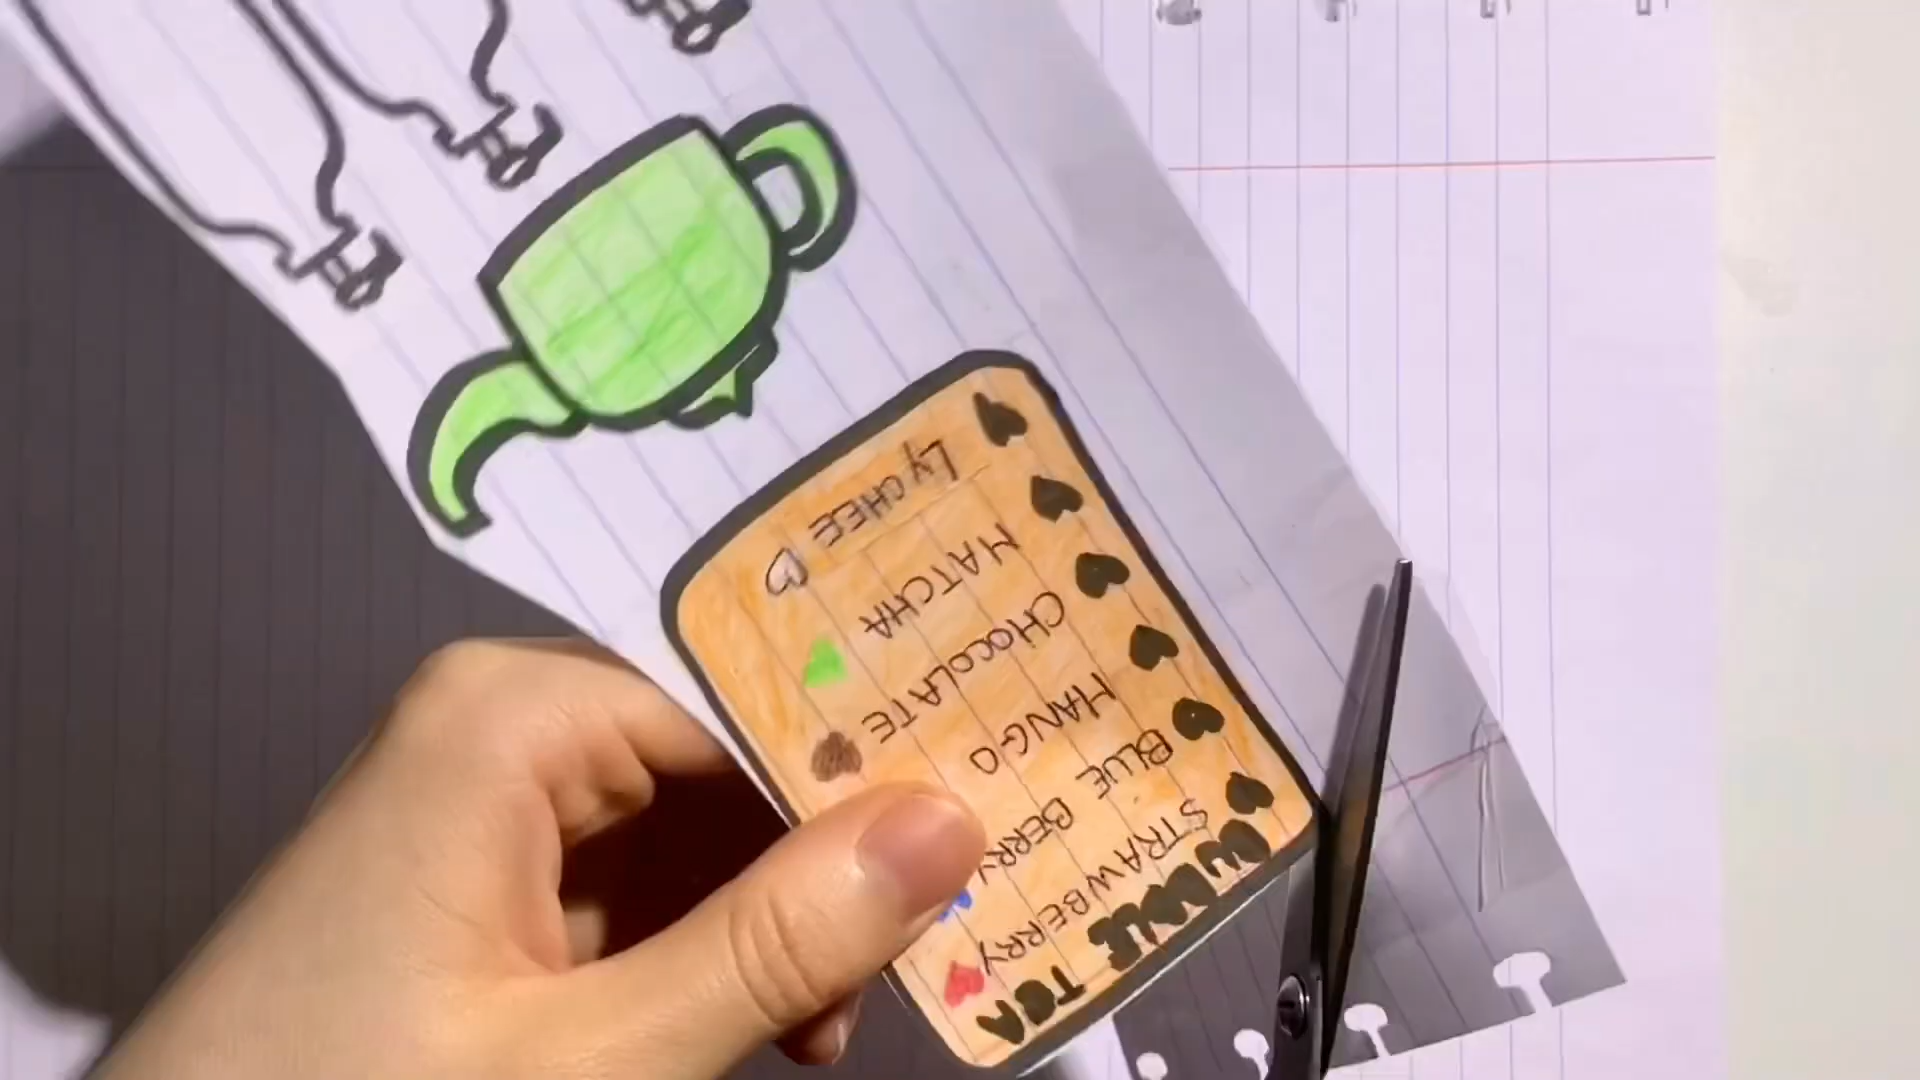 BUBBLE TEA
STRAWBERRY
BLUE BERRY
MANGO
CHOCOLATE
MATCHA
LYCHEE